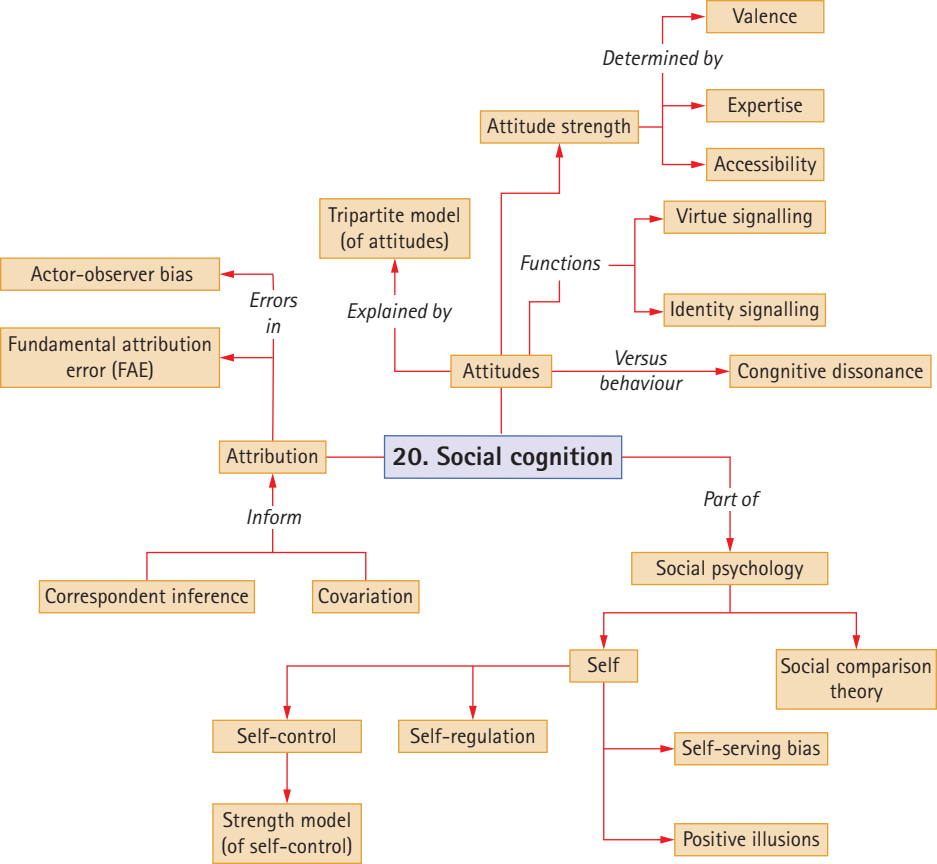 Valence
Determined by
Expertise
Attitude strength
Accessibility
Tripartite model
(of attitudes)
Virtue signalling
Functions
Actor-observer bias
Errors
in
Explained by
Identity signalling
Fundamental attribution
error (FAE)
Attitudes
Versus
behaviour
Congnitive dissonance
Attribution
20. Social cognition
Part of
Inform
Social psychology
Correspondent inference
Covariation
Self
Social comparison
theory
Self-control
Self-regulation
Self-serving bias
Strength model
(of self-control)
Positive illusions